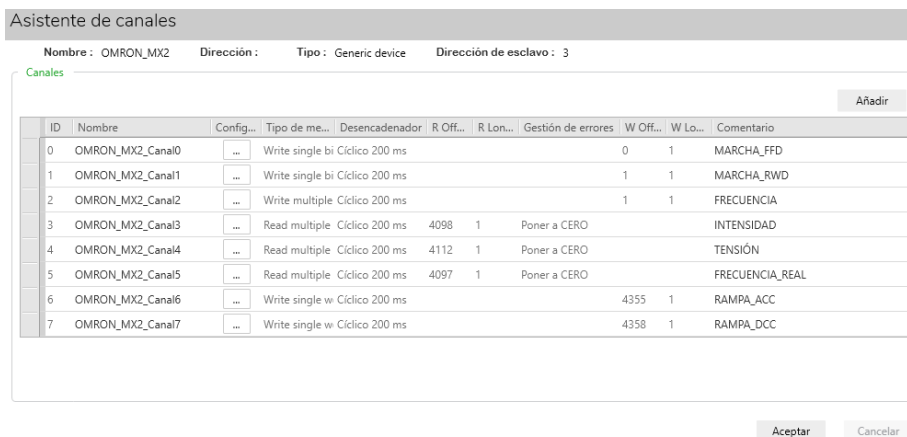 Asistente de canales
Nombre : OMRON_MX2 Dirección : Tipo : Generic device Dirección de esclavo : 3
Canales
Añadir
ID Nombre Config... Tipo de me... Desencadenador R Off... R Lon... Gestión de errores W Off... W Lo... Comentario
0 OMRON_MX2_Canal0 ... Write single bi Cíclico 200 ms 0 1 MARCHA_FFD
1 OMRON_MX2_Canal1 ... Write single bi Cíclico 200 ms 1 1 MARCHA_RWD
2 OMRON_MX2_Canal2 ... Write multiple Cíclico 200 ms 1 1 FRECUENCIA
3 OMRON_MX2_Canal3 ... Read multiple Cíclico 200 ms 4098 1 Poner a CERO INTENSIDAD
4 OMRON_MX2_Canal4 ... Read multiple Cíclico 200 ms 4112 1 Poner a CERO TENSIÓN
5 OMRON_MX2_Canal5 ... Read multiple Cíclico 200 ms 4097 1 Poner a CERO FRECUENCIA_REAL
6 OMRON_MX2_Canal6 ... Write single w Cíclico 200 ms 4355 1 RAMPA_ACC
7 OMRON_MX2_Canal7 ... Write single w Cíclico 200 ms 4358 1 RAMPA_DCC
Aceptar Cancelar